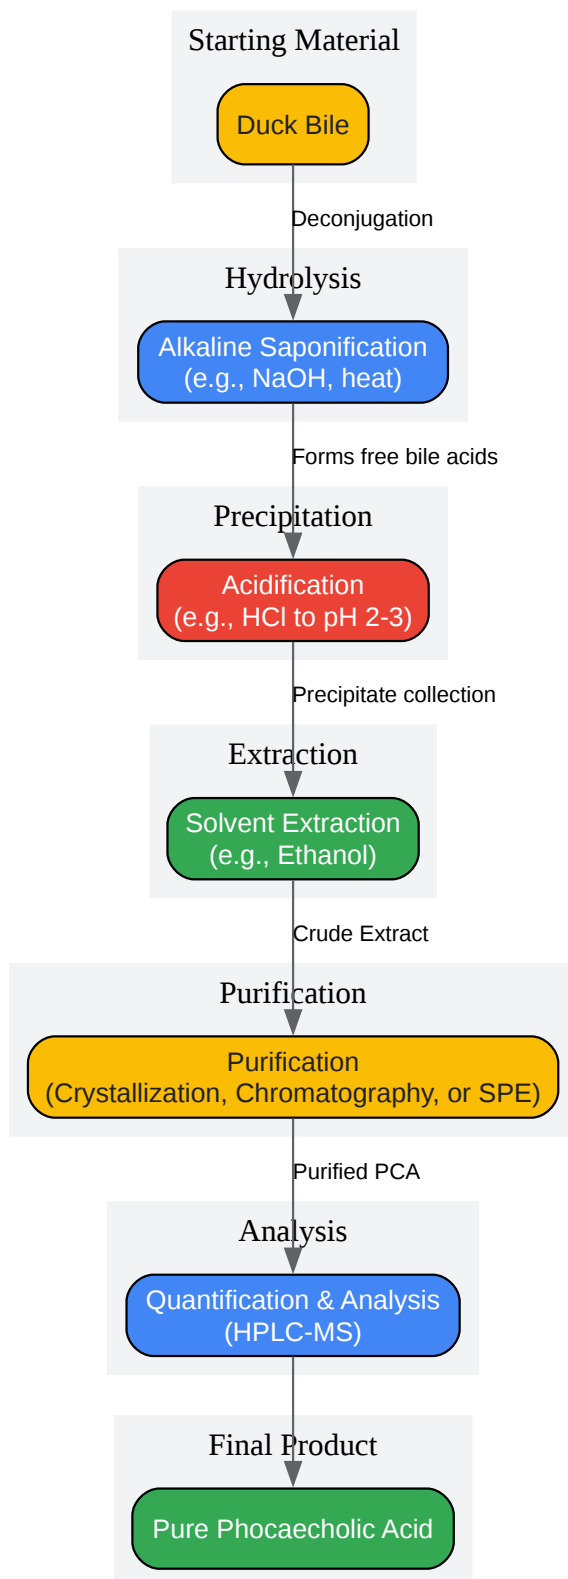 Starting Material
Duck Bile
Deconjugation
Hydrolysis
Alkaline Saponification
(e.g., NaOH, heat)
Forms free bile acids
Precipitation
Acidification
(e.g., HCl to pH 2-3)
Precipitate collection
Extraction
Solvent Extraction
(e.g., Ethanol)
Crude Extract
Purification
Purification
(Crystallization, Chromatography, or SPE)
Purified PCA
Analysis
Quantification & Analysis
(HPLC-MS)
Final Product
Pure Phocaecholic Acid